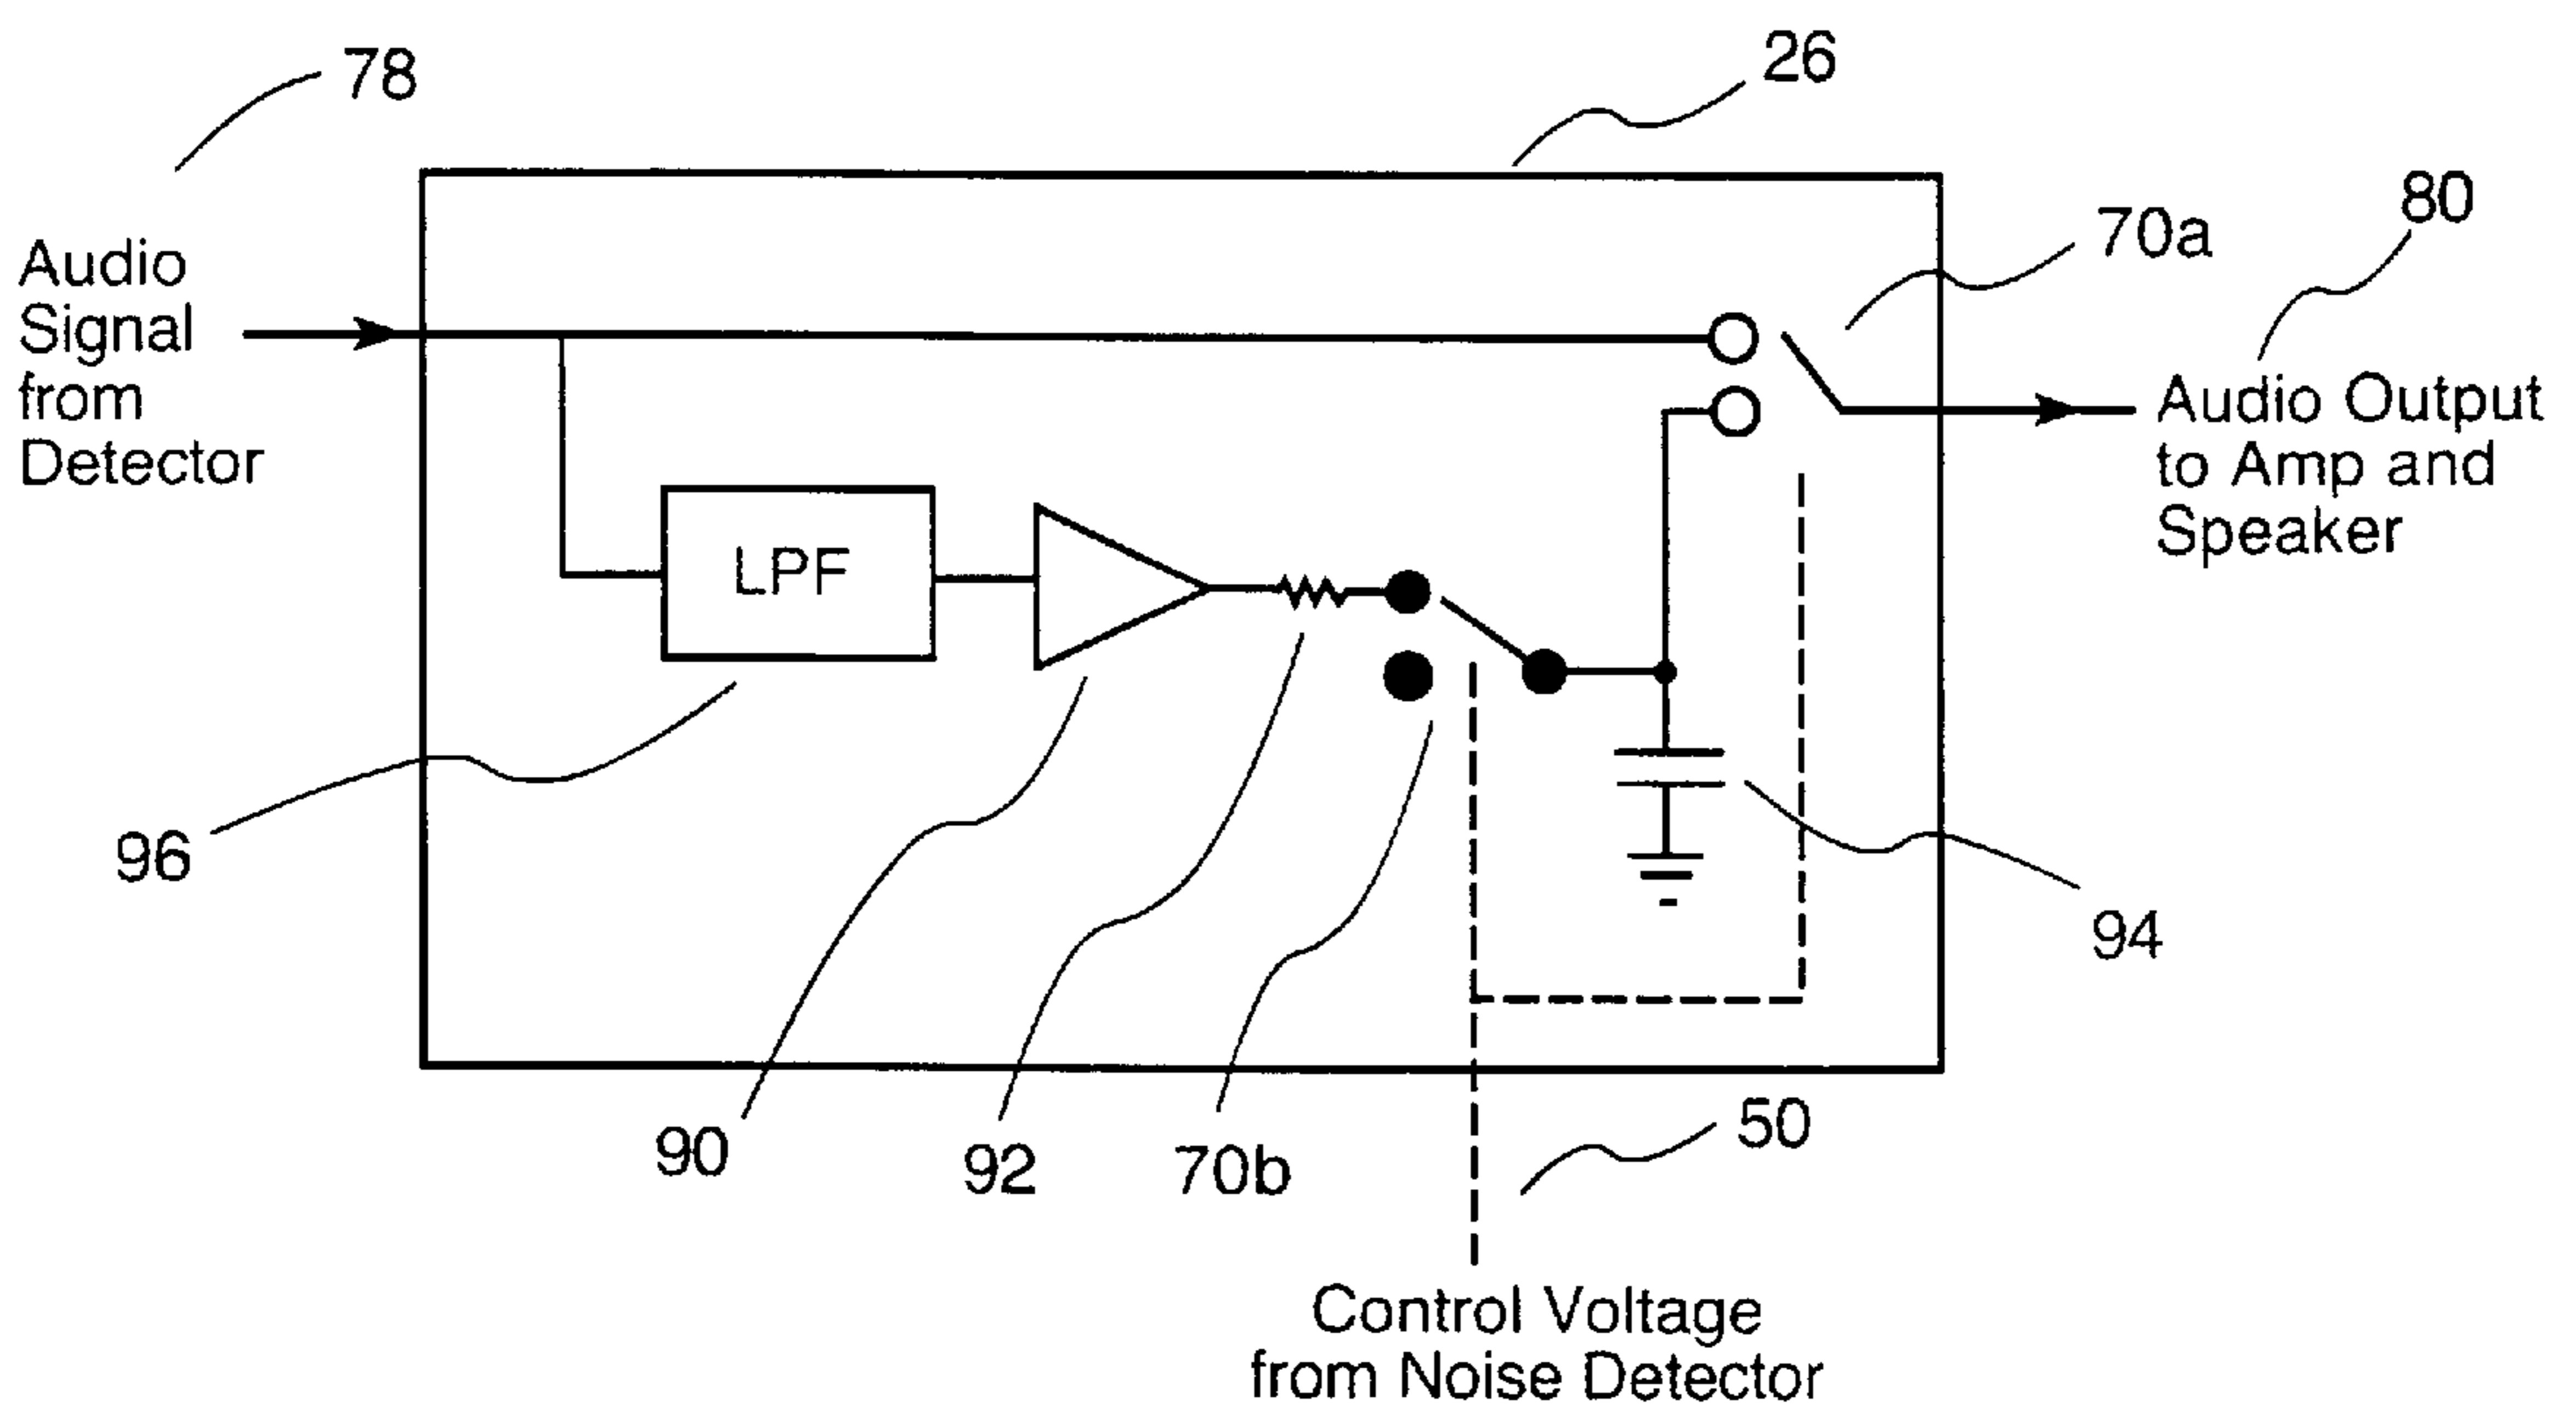 78
26
80
70a
Audio
Signal
from
Detector
Audio Output
to Amp and
Speaker
LPF
96
94
90
92
70b
50
Control Voltage
from Noise Detector